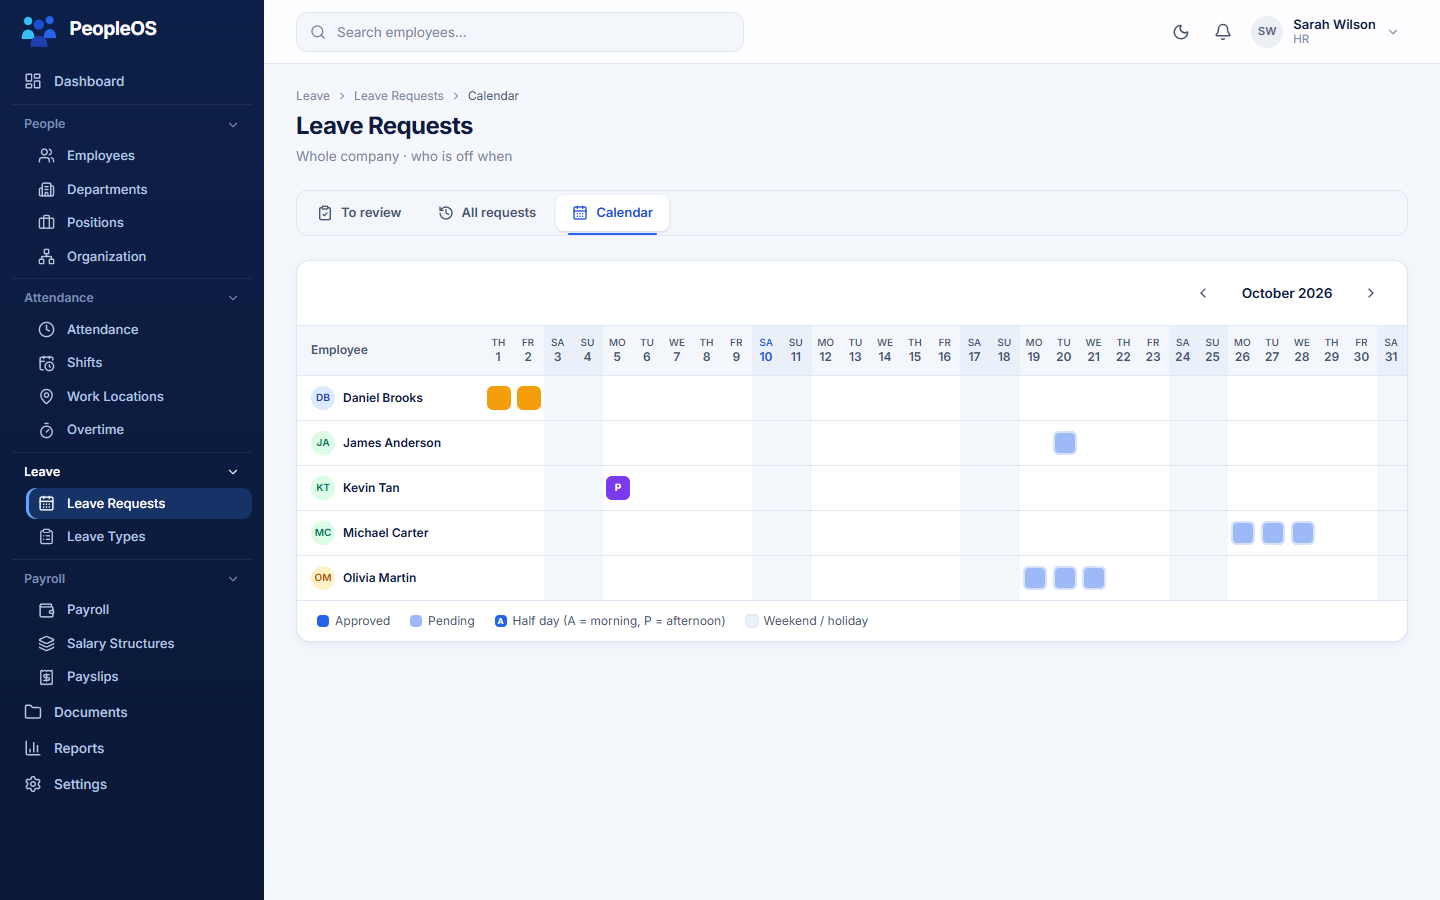 PeopleOS
Search employees...
SW
Sarah Wilson
HR
Dashboard
People
Employees
Departments
Positions
Organization
Attendance
Attendance
Shifts
Work Locations
Overtime
Leave
Leave Requests
Leave Types
Payroll
Payroll
Salary Structures
Payslips
Documents
Reports
Settings
Leave > Leave Requests > Calendar
Leave Requests
Whole company · who is off when
To review
All requests
Calendar
October 2026
Employee
TH FR SA SU MO TU WE TH FR SA SU MO TU WE TH FR SA SU MO TU WE TH FR SA SU MO TU WE TH FR SA
1 2 3 4 5 6 7 8 9 10 11 12 13 14 15 16 17 18 19 20 21 22 23 24 25 26 27 28 29 30 31
DB Daniel Brooks
JA James Anderson
KT Kevin Tan P
MC Michael Carter
OM Olivia Martin
Approved Pending A Half day (A = morning, P = afternoon) Weekend / holiday